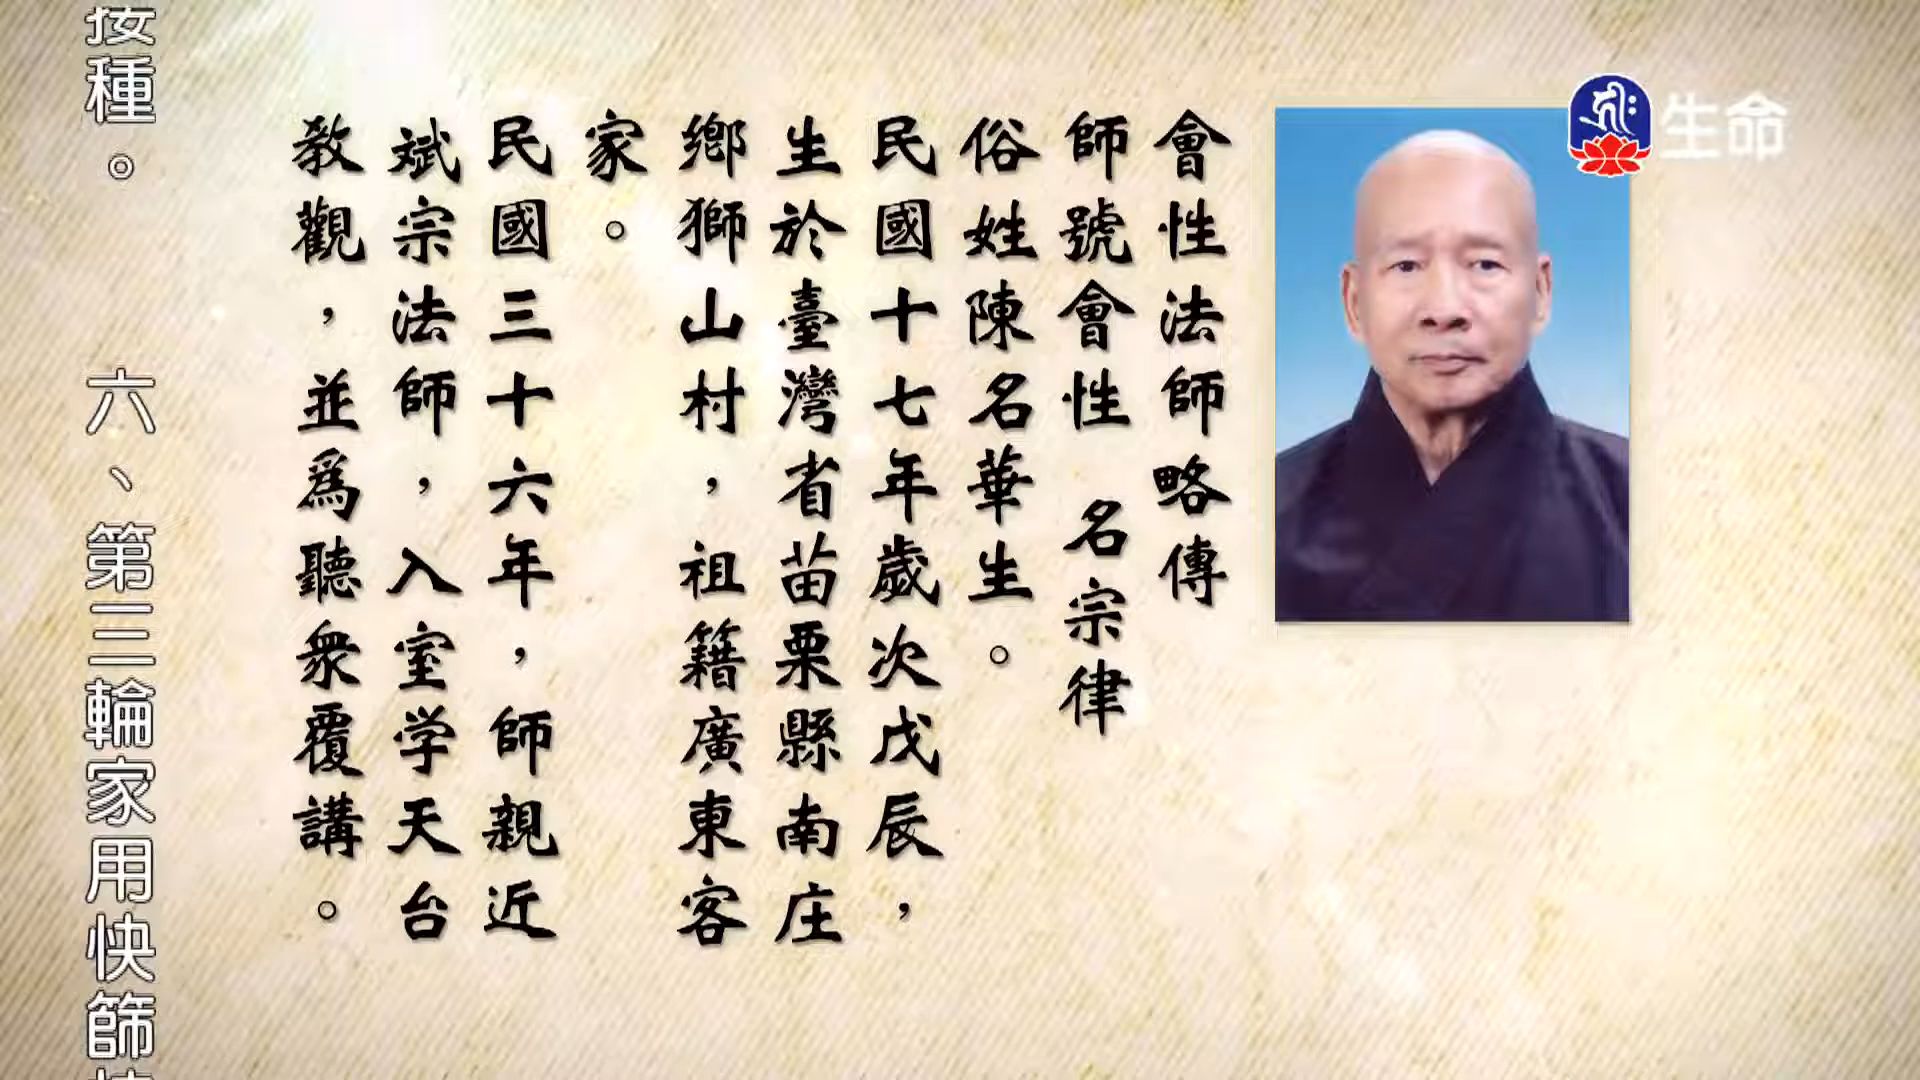 會性法師略傳
師號會性 名宗律
俗姓陳名華生。
民國十七年歲次戊辰，
生於臺灣省苗栗縣南庄
鄉獅山村，祖籍廣東客
家。
民國三十六年，師親近
斌宗法師，入室学天台
教觀，並爲聽衆覆講。
生命
接種。 六、第三輪家用快篩